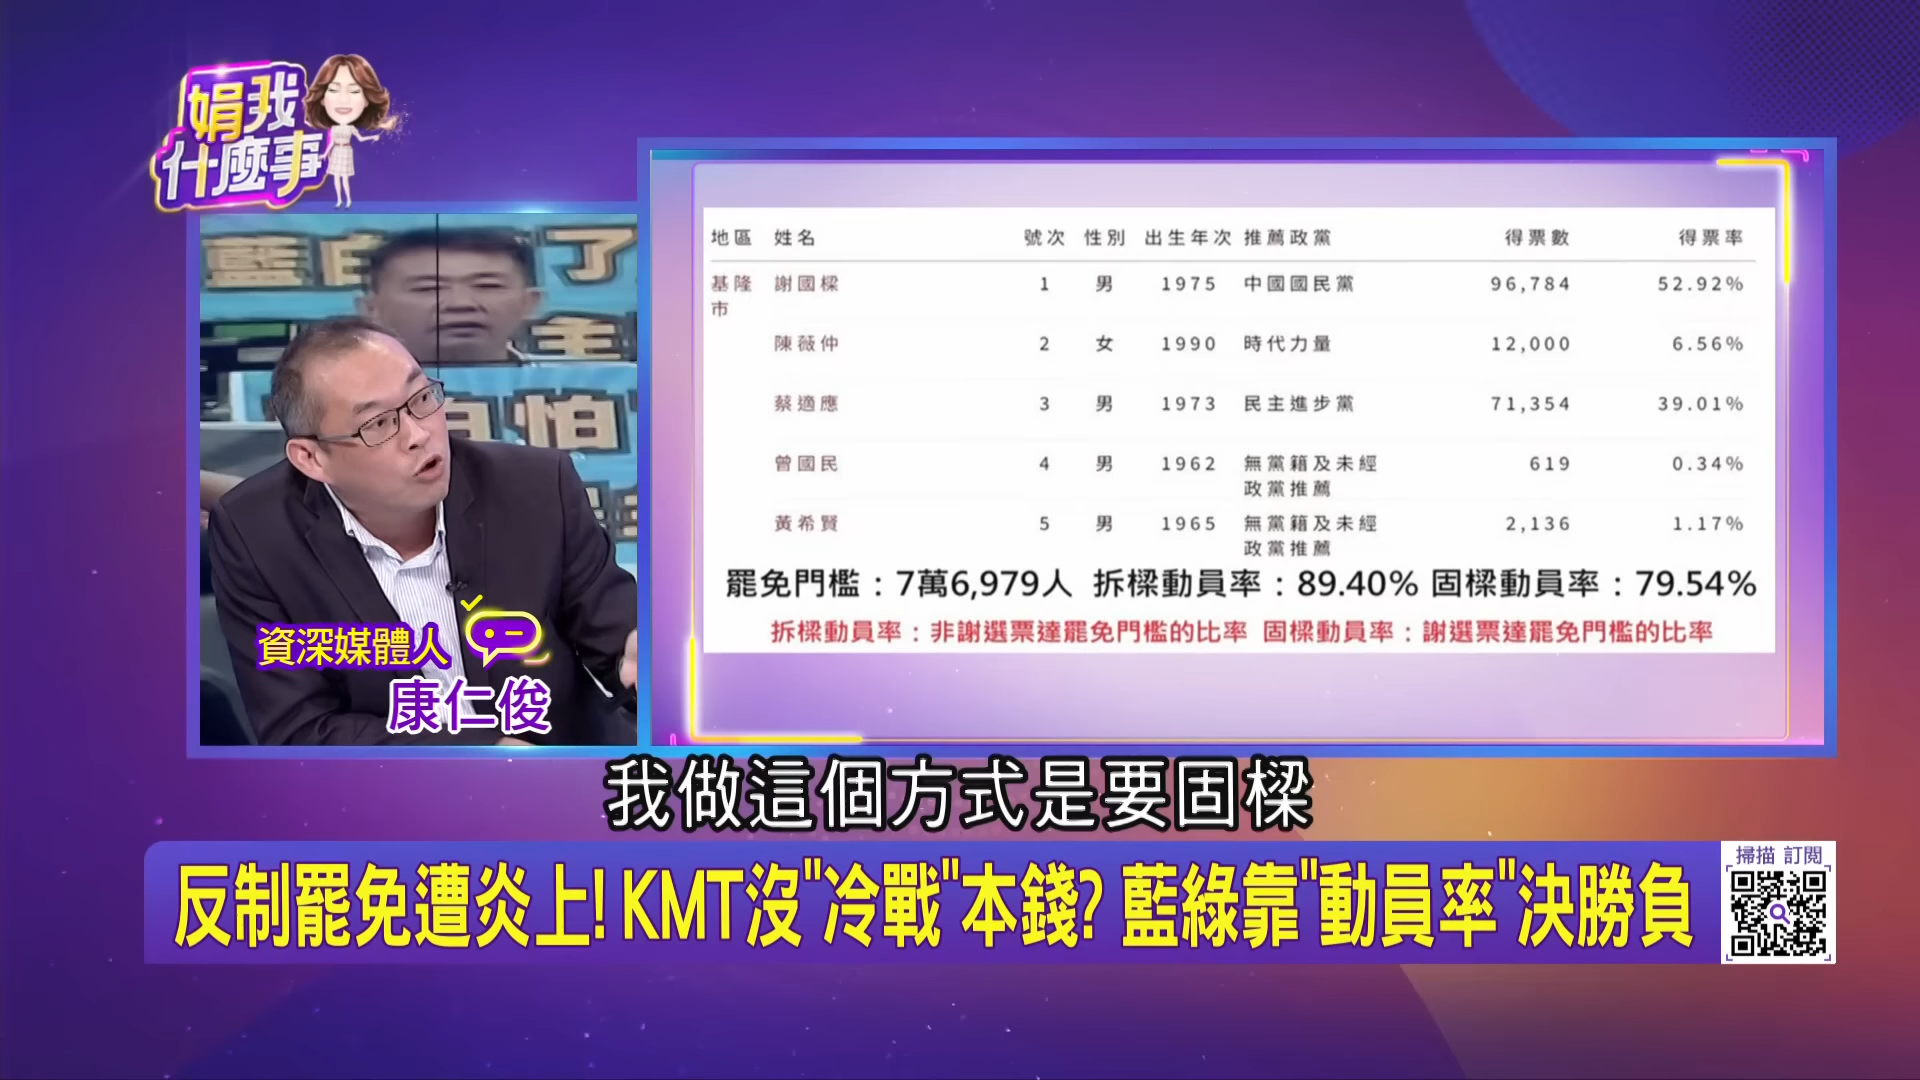 娟我
什麼事
藍白 了
主
白怕
地區 姓名 號次 性別 出生年次 推薦政黨 得票數 得票率
基隆市 謝國樑 1 男 1975 中國國民黨 96,784 52.92%
陳薇仲 2 女 1990 時代力量 12,000 6.56%
蔡適應 3 男 1973 民主進步黨 71,354 39.01%
曾國民 4 男 1962 無黨籍及未經政黨推薦 619 0.34%
黃希賢 5 男 1965 無黨籍及未經政黨推薦 2,136 1.17%
罷免門檻：7萬6,979人 拆樑動員率：89.40% 固樑動員率：79.54%
拆樑動員率：非謝選票達罷免門檻的比率 固樑動員率：謝選票達罷免門檻的比率
資深媒體人
康仁俊
我做這個方式是要固樑
反制罷免遭炎上! KMT沒"冷戰"本錢? 藍綠靠"動員率"決勝負
掃描 訂閱